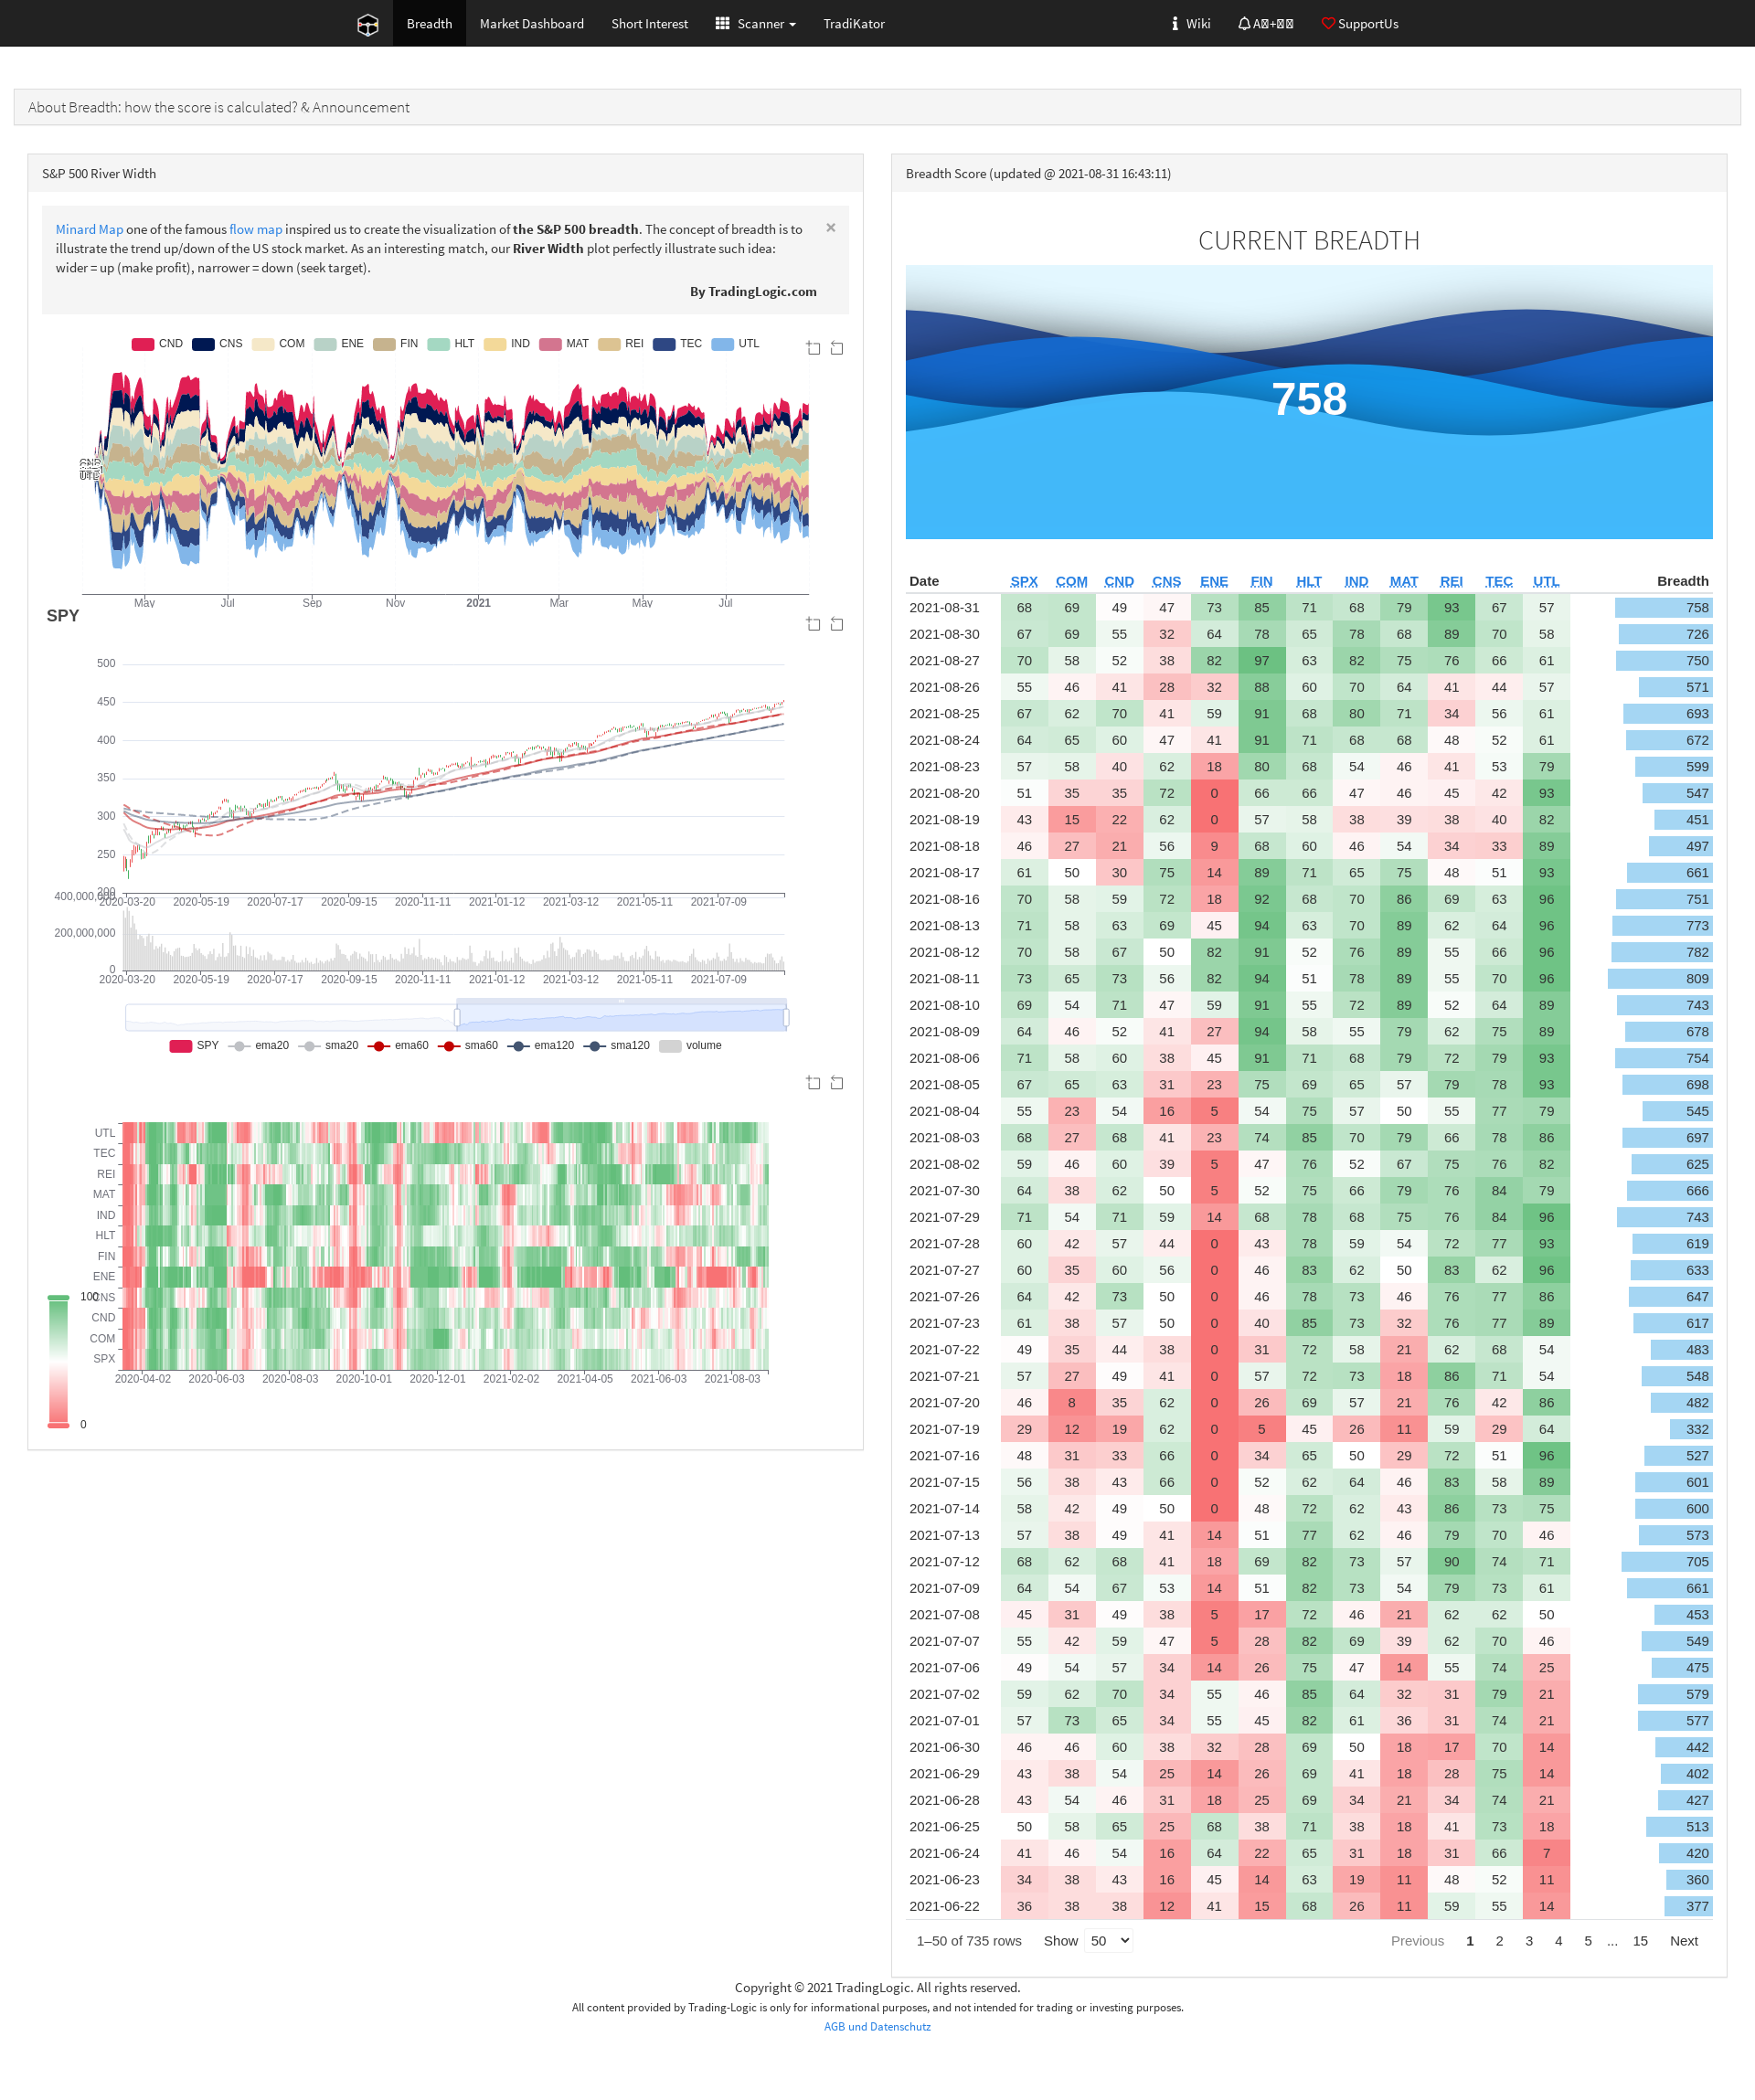 Breadth Market Dashboard Short Interest Scanner TradiKator Wiki SupportUs
About Breadth: how the score is calculated? & Announcement
S&P 500 River Width
Minard Map one of the famous flow map inspired us to create the visualization of the S&P 500 breadth. The concept of breadth is to
illustrate the trend up/down of the US stock market. As an interesting match, our River Width plot perfectly illustrate such idea:
wider = up (make profit), narrower = down (seek target).
×
By TradingLogic.com
CND CNS COM ENE FIN HLT IND MAT REI TEC UTL
May Jul Sep Nov 2021 Mar May Jul
SPY
500
450
400
350
300
250
200
2020-03-20 2020-05-19 2020-07-17 2020-09-15 2020-11-11 2021-01-12 2021-03-12 2021-05-11 2021-07-09
400,000,000
200,000,000
0
2020-03-20 2020-05-19 2020-07-17 2020-09-15 2020-11-11 2021-01-12 2021-03-12 2021-05-11 2021-07-09
SPY ema20 sma20 ema60 sma60 ema120 sma120 volume
UTL
TEC
REI
MAT
IND
HLT
FIN
ENE
CNS
CND
COM
SPX
100
0
2020-04-02 2020-06-03 2020-08-03 2020-10-01 2020-12-01 2021-02-02 2021-04-05 2021-06-03 2021-08-03
Breadth Score (updated @ 2021-08-31 16:43:11)
CURRENT BREADTH
758
Date SPX COM CND CNS ENE FIN HLT IND MAT REI TEC UTL Breadth
2021-08-31 68 69 49 47 73 85 71 68 79 93 67 57 758
2021-08-30 67 69 55 32 64 78 65 78 68 89 70 58 726
2021-08-27 70 58 52 38 82 97 63 82 75 76 66 61 750
2021-08-26 55 46 41 28 32 88 60 70 64 41 44 57 571
2021-08-25 67 62 70 41 59 91 68 80 71 34 56 61 693
2021-08-24 64 65 60 47 41 91 71 68 68 48 52 61 672
2021-08-23 57 58 40 62 18 80 68 54 46 41 53 79 599
2021-08-20 51 35 35 72 0 66 66 47 46 45 42 93 547
2021-08-19 43 15 22 62 0 57 58 38 39 38 40 82 451
2021-08-18 46 27 21 56 9 68 60 46 54 34 33 89 497
2021-08-17 61 50 30 75 14 89 71 65 75 48 51 93 661
2021-08-16 70 58 59 72 18 92 68 70 86 69 63 96 751
2021-08-13 71 58 63 69 45 94 63 70 89 62 64 96 773
2021-08-12 70 58 67 50 82 91 52 76 89 55 66 96 782
2021-08-11 73 65 73 56 82 94 51 78 89 55 70 96 809
2021-08-10 69 54 71 47 59 91 55 72 89 52 64 89 743
2021-08-09 64 46 52 41 27 94 58 55 79 62 75 89 678
2021-08-06 71 58 60 38 45 91 71 68 79 72 79 93 754
2021-08-05 67 65 63 31 23 75 69 65 57 79 78 93 698
2021-08-04 55 23 54 16 5 54 75 57 50 55 77 79 545
2021-08-03 68 27 68 41 23 74 85 70 79 66 78 86 697
2021-08-02 59 46 60 39 5 47 76 52 67 75 76 82 625
2021-07-30 64 38 62 50 5 52 75 66 79 76 84 79 666
2021-07-29 71 54 71 59 14 68 78 68 75 76 84 96 743
2021-07-28 60 42 57 44 0 43 78 59 54 72 77 93 619
2021-07-27 60 35 60 56 0 46 83 62 50 83 62 96 633
2021-07-26 64 42 73 50 0 46 78 73 46 76 77 86 647
2021-07-23 61 38 57 50 0 40 85 73 32 76 77 89 617
2021-07-22 49 35 44 38 0 31 72 58 21 62 68 54 483
2021-07-21 57 27 49 41 0 57 72 73 18 86 71 54 548
2021-07-20 46 8 35 62 0 26 69 57 21 76 42 86 482
2021-07-19 29 12 19 62 0 5 45 26 11 59 29 64 332
2021-07-16 48 31 33 66 0 34 65 50 29 72 51 96 527
2021-07-15 56 38 43 66 0 52 62 64 46 83 58 89 601
2021-07-14 58 42 49 50 0 48 72 62 43 86 73 75 600
2021-07-13 57 38 49 41 14 51 77 62 46 79 70 46 573
2021-07-12 68 62 68 41 18 69 82 73 57 90 74 71 705
2021-07-09 64 54 67 53 14 51 82 73 54 79 73 61 661
2021-07-08 45 31 49 38 5 17 72 46 21 62 62 50 453
2021-07-07 55 42 59 47 5 28 82 69 39 62 70 46 549
2021-07-06 49 54 57 34 14 26 75 47 14 55 74 25 475
2021-07-02 59 62 70 34 55 46 85 64 32 31 79 21 579
2021-07-01 57 73 65 34 55 45 82 61 36 31 74 21 577
2021-06-30 46 46 60 38 32 28 69 50 18 17 70 14 442
2021-06-29 43 38 54 25 14 26 69 41 18 28 75 14 402
2021-06-28 43 54 46 31 18 25 69 34 21 34 74 21 427
2021-06-25 50 58 65 25 68 38 71 38 18 41 73 18 513
2021-06-24 41 46 54 16 64 22 65 31 18 31 66 7 420
2021-06-23 34 38 43 16 45 14 63 19 11 48 52 11 360
2021-06-22 36 38 38 12 41 15 68 26 11 59 55 14 377
1–50 of 735 rows Show 50 Previous 1 2 3 4 5 ... 15 Next
Copyright © 2021 TradingLogic. All rights reserved.
All content provided by Trading-Logic is only for informational purposes, and not intended for trading or investing purposes.
AGB und Datenschutz